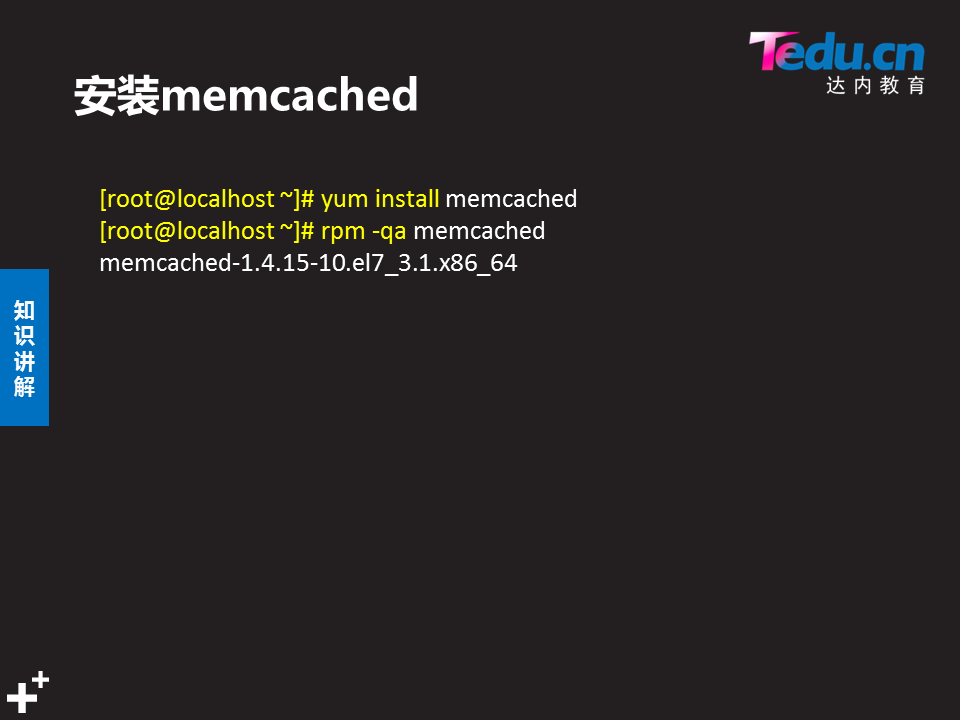 Tedu.cn
达内教育
安装memcached
[root@localhost ~]# yum install memcached
[root@localhost ~]# rpm -qa memcached
memcached-1.4.15-10.el7_3.1.x86_64
知
识
讲
解